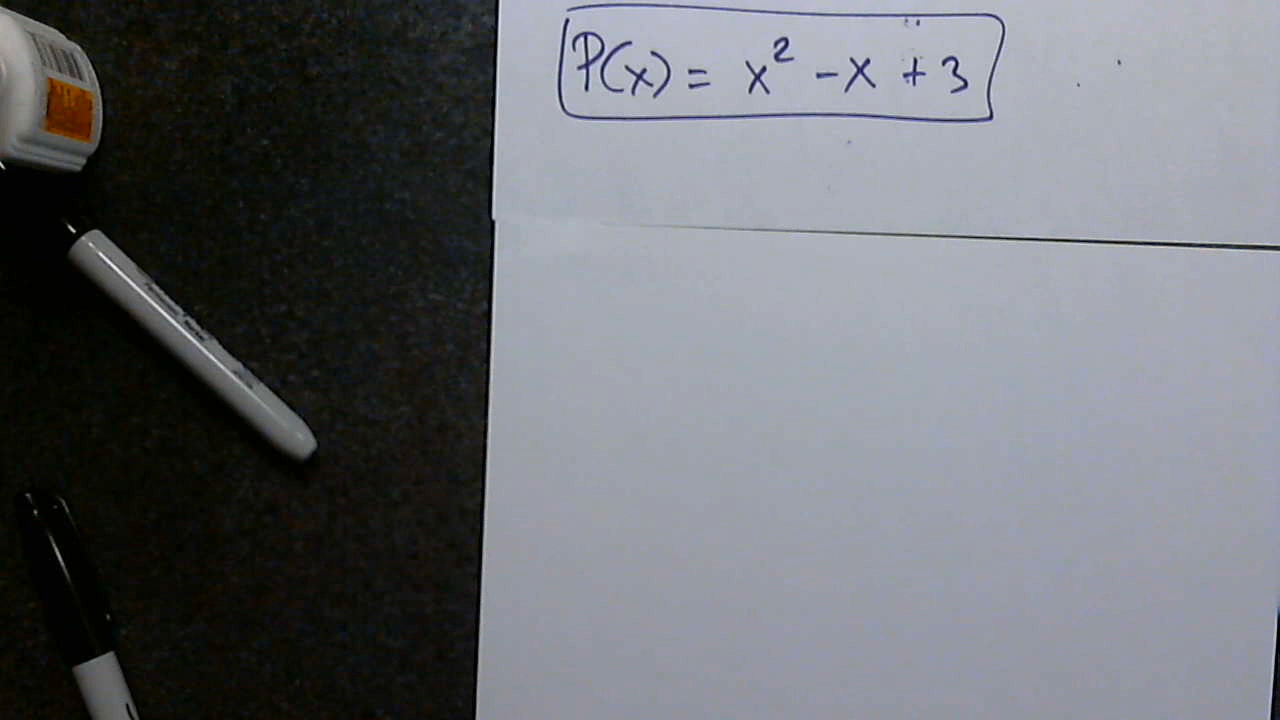 P(x) = x² - x + 3